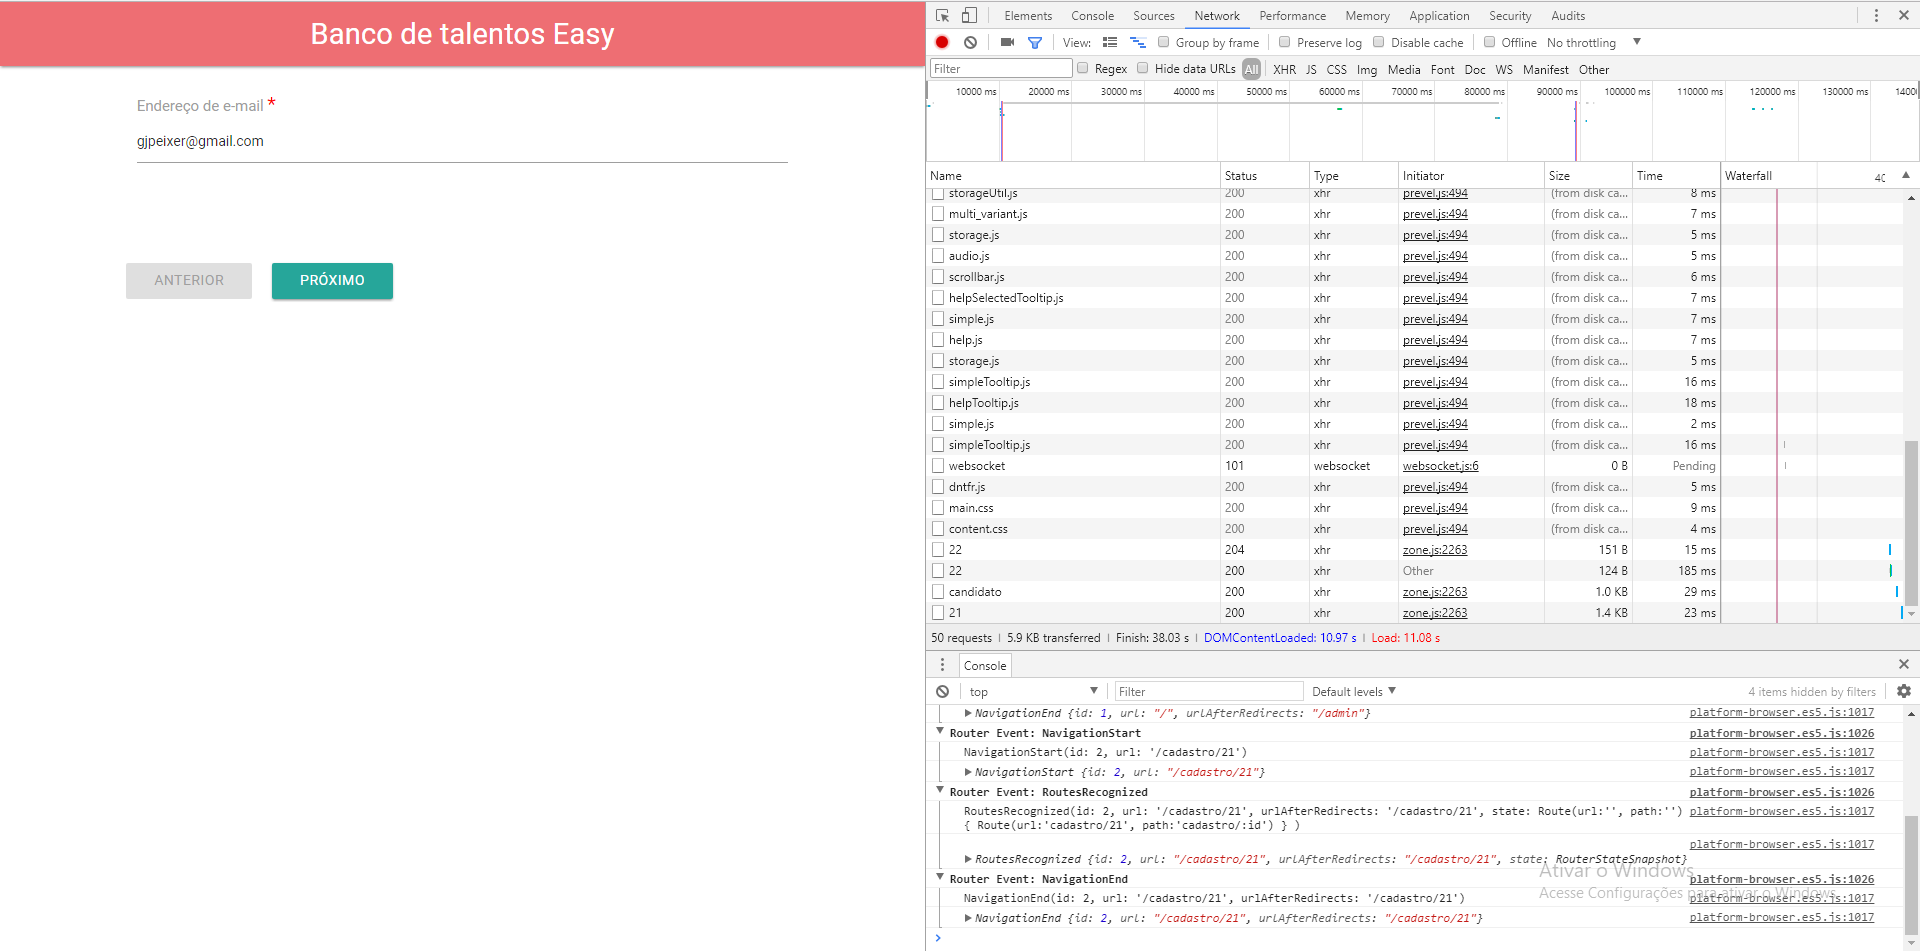 Banco de talentos Easy
Endereço de e-mail *
gjpeixer@gmail.com
ANTERIOR PRÓXIMO
Elements Console Sources Network Performance Memory Application Security Audits
View: Group by frame Preserve log Disable cache Offline No throttling
Filter Regex Hide data URLs All XHR JS CSS Img Media Font Doc WS Manifest Other
10000 ms 20000 ms 30000 ms 40000 ms 50000 ms 60000 ms 70000 ms 80000 ms 90000 ms 100000 ms 110000 ms 120000 ms 130000 ms
Name Status Type Initiator Size Time Waterfall
storageUtil.js 200 xhr prevel.js:494 (from disk ca... 8 ms
multi_variant.js 200 xhr prevel.js:494 (from disk ca... 7 ms
storage.js 200 xhr prevel.js:494 (from disk ca... 5 ms
audio.js 200 xhr prevel.js:494 (from disk ca... 5 ms
scrollbar.js 200 xhr prevel.js:494 (from disk ca... 6 ms
helpSelectedTooltip.js 200 xhr prevel.js:494 (from disk ca... 7 ms
simple.js 200 xhr prevel.js:494 (from disk ca... 7 ms
help.js 200 xhr prevel.js:494 (from disk ca... 7 ms
storage.js 200 xhr prevel.js:494 (from disk ca... 5 ms
simpleTooltip.js 200 xhr prevel.js:494 (from disk ca... 16 ms
helpTooltip.js 200 xhr prevel.js:494 (from disk ca... 18 ms
simple.js 200 xhr prevel.js:494 (from disk ca... 2 ms
simpleTooltip.js 200 xhr prevel.js:494 (from disk ca... 16 ms
websocket 101 websocket websocket.js:6 0 B Pending
dntfr.js 200 xhr prevel.js:494 (from disk ca... 5 ms
main.css 200 xhr prevel.js:494 (from disk ca... 9 ms
content.css 200 xhr prevel.js:494 (from disk ca... 4 ms
22 204 xhr zone.js:2263 151 B 15 ms
22 200 xhr Other 124 B 185 ms
candidato 200 xhr zone.js:2263 1.0 KB 29 ms
21 200 xhr zone.js:2263 1.4 KB 23 ms
50 requests | 5.9 KB transferred | Finish: 38.03 s | DOMContentLoaded: 10.97 s | Load: 11.08 s
Console
top Filter Default levels 4 items hidden by filters
NavigationEnd {id: 1, url: "/", urlAfterRedirects: "/admin"} platform-browser.es5.js:1017
Router Event: NavigationStart platform-browser.es5.js:1026
NavigationStart(id: 2, url: '/cadastro/21') platform-browser.es5.js:1017
NavigationStart {id: 2, url: "/cadastro/21"} platform-browser.es5.js:1017
Router Event: RoutesRecognized platform-browser.es5.js:1026
RoutesRecognized(id: 2, url: '/cadastro/21', urlAfterRedirects: '/cadastro/21', state: Route(url:'', path:'') platform-browser.es5.js:1017
{ Route(url:'cadastro/21', path:'cadastro/:id') } )
platform-browser.es5.js:1017
RoutesRecognized {id: 2, url: "/cadastro/21", urlAfterRedirects: "/cadastro/21", state: RouterStateSnapshot}
Ativar o Windows
Router Event: NavigationEnd platform-browser.es5.js:1026
Acesse Configurações para ativar o Windows.
NavigationEnd(id: 2, url: '/cadastro/21', urlAfterRedirects: '/cadastro/21') platform-browser.es5.js:1017
NavigationEnd {id: 2, url: "/cadastro/21", urlAfterRedirects: "/cadastro/21"} platform-browser.es5.js:1017